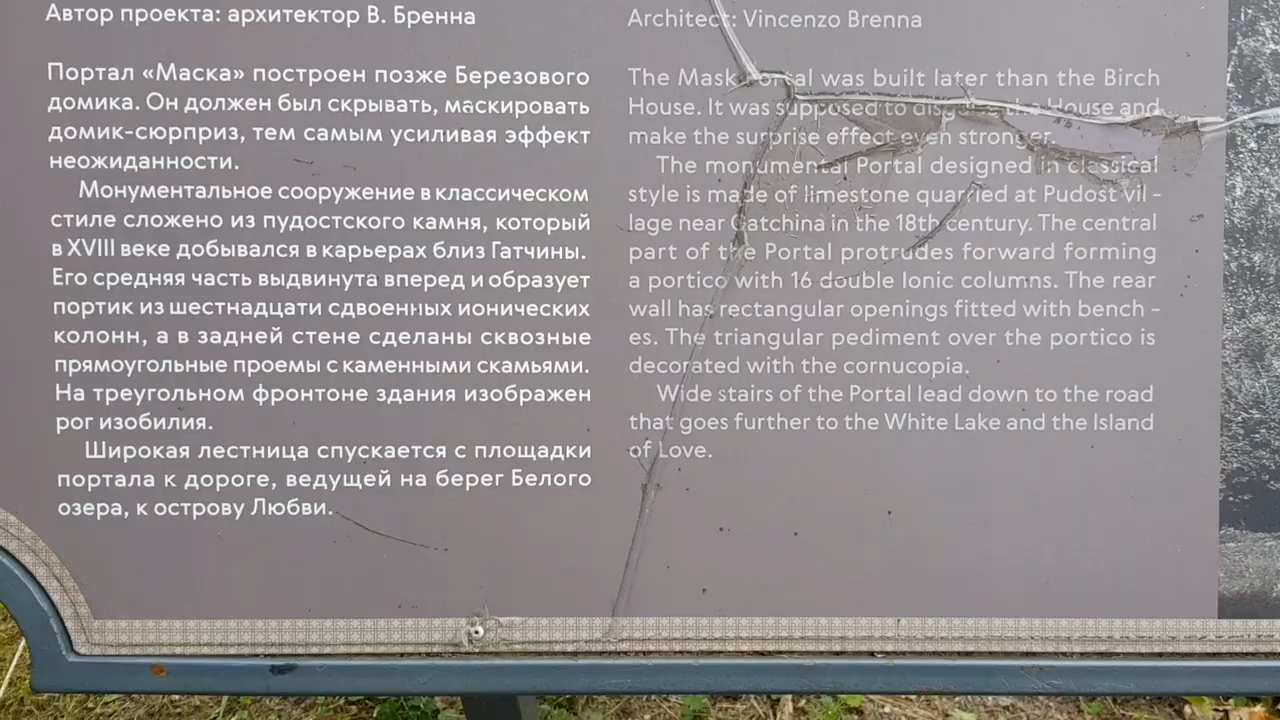 Автор проекта: архитектор В. Бренна
Портал «Маска» построен позже Березового
домика. Он должен был скрывать, маскировать
домик-сюрприз, тем самым усиливая эффект
неожиданности.
Монументальное сооружение в классическом
стиле сложено из пудостского камня, который
в XVIII веке добывался в карьерах близ Гатчины.
Его средняя часть выдвинута вперед и образует
портик из шестнадцати сдвоенных ионических
колонн, а в задней стене сделаны сквозные
прямоугольные проемы с каменными скамьями.
На треугольном фронтоне здания изображен
рог изобилия.
Широкая лестница спускается с площадки
портала к дороге, ведущей на берег Белого
озера, к острову Любви.
Architect: Vincenzo Brenna
The Mask Portal was built later than the Birch
House. It was supposed to disguise the House and
make the surprise effect even stronger.
The monumental Portal designed in classical
style is made of limestone quarried at Pudost vil -
lage near Gatchina in the 18th century. The central
part of the Portal protrudes forward forming
a portico with 16 double Ionic columns. The rear
wall has rectangular openings fitted with bench -
es. The triangular pediment over the portico is
decorated with the cornucopia.
Wide stairs of the Portal lead down to the road
that goes further to the White Lake and the Island
of Love.